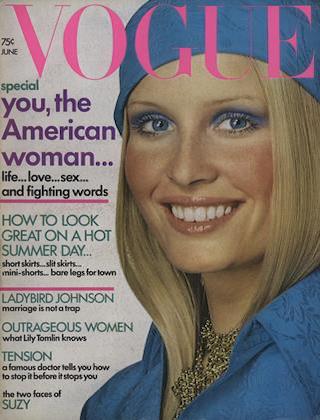 VOGUE
75¢
JUNE
special
you, the
American
woman...
life...love...sex...
and fighting words
HOW TO LOOK
GREAT ON A HOT
SUMMER DAY...
short skirts...slit skirts...
mini-shorts... bare legs for town
LADYBIRD JOHNSON
marriage is not a trap
OUTRAGEOUS WOMEN
what Lily Tomlin knows
TENSION
a famous doctor tells you how
to stop it before it stops you
the two faces of
SUZY